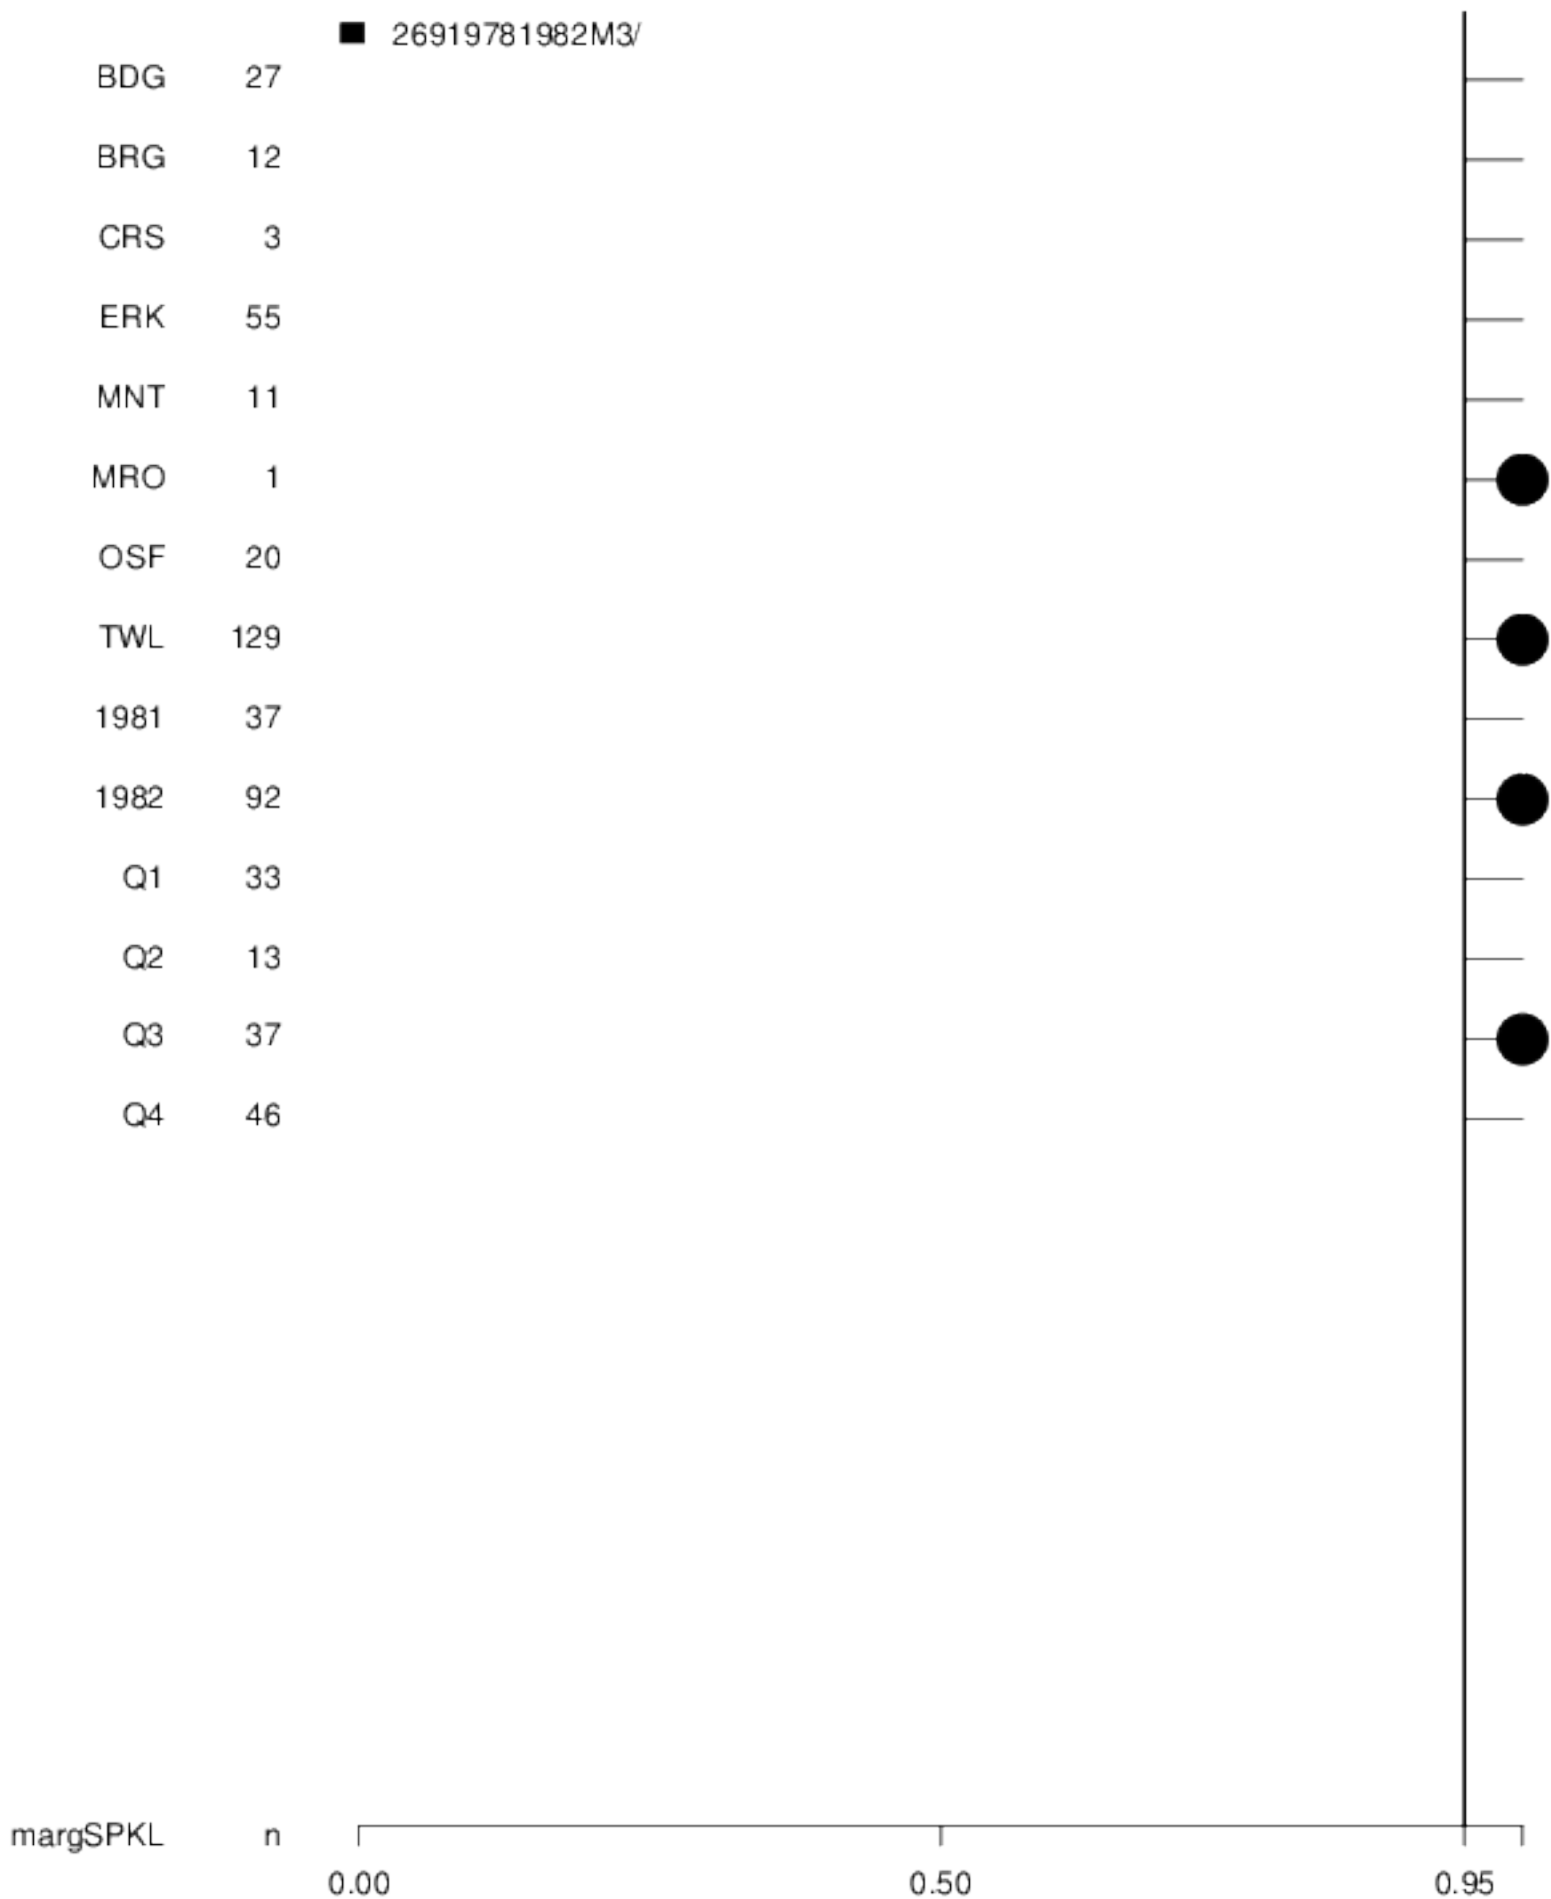 26919781982M3/
BDG 27
BRG 12
CRS 3
ERK 55
MNT 11
MRO 1
OSF 20
TWL 129
1981 37
1982 92
Q1 33
Q2 13
Q3 37
Q4 46
margSPKL n
0.00 0.50 0.95